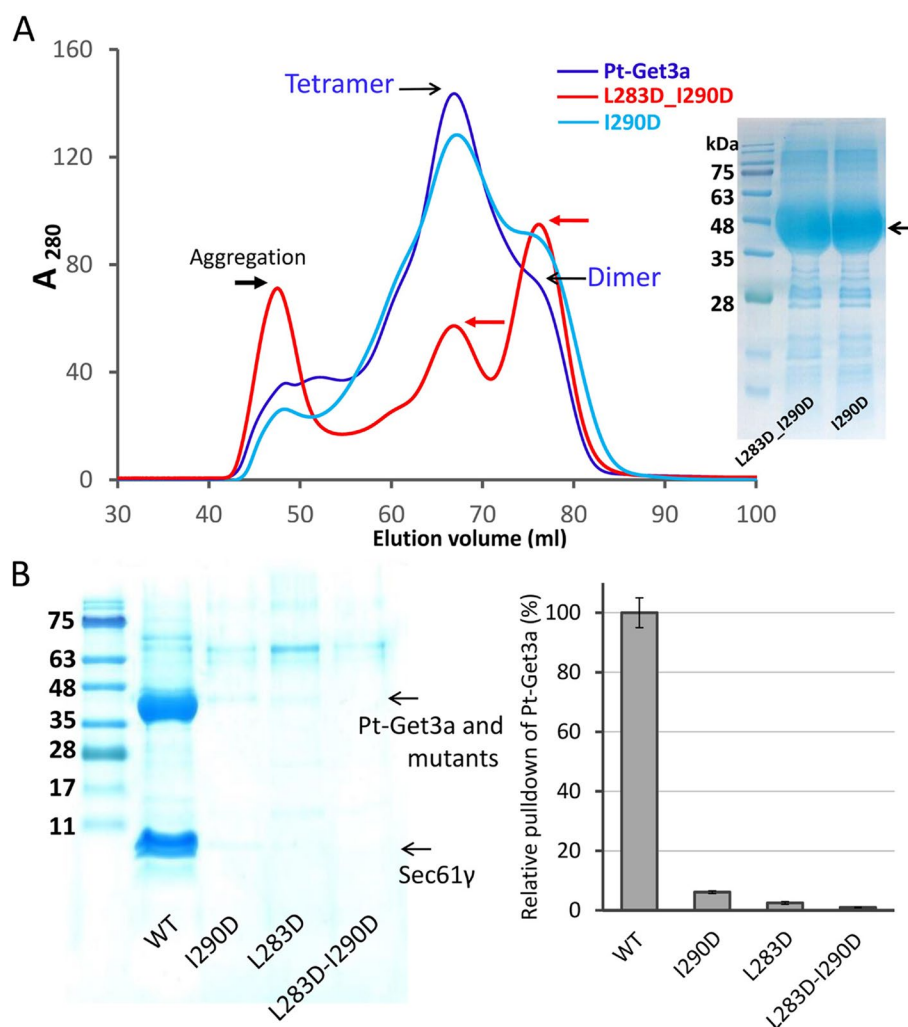 A
160
120
80
40
0
A280
30 40 50 60 70 80 90 100
Elution volume (ml)
Tetramer
Aggregation
Dimer
Pt-Get3a
L283D_I290D
I290D
kDa
75
63
48
35
28
L283D_I290D
I290D
B
75
63
48
35
28
17
11
Pt-Get3a and
mutants
Sec61γ
WT
I290D
L283D
L283D-I290D
Relative pulldown of Pt-Get3a (%)
100
80
60
40
20
0
WT
I290D
L283D
L283D-I290D